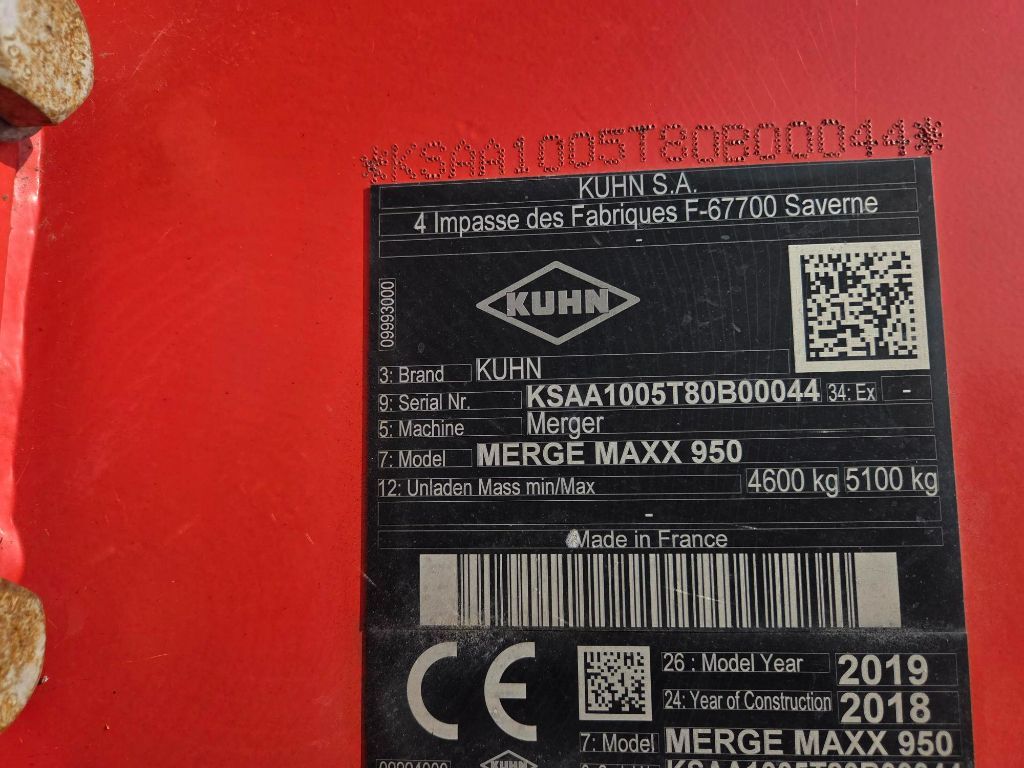 *KSAA1005T80B00044*
KUHN S.A.
4 Impasse des Fabriques F-67700 Saverne
-
09993000
KUHN
3: Brand KUHN
9: Serial Nr. KSAA1005T80B00044 34: Ex -
5: Machine Merger
7: Model MERGE MAXX 950
12: Unladen Mass min/Max 4600 kg 5100 kg
-
Made in France
CE
26 : Model Year 2019
24: Year of Construction 2018
7: Model MERGE MAXX 950
KUHN
KSAA1005T80B00044